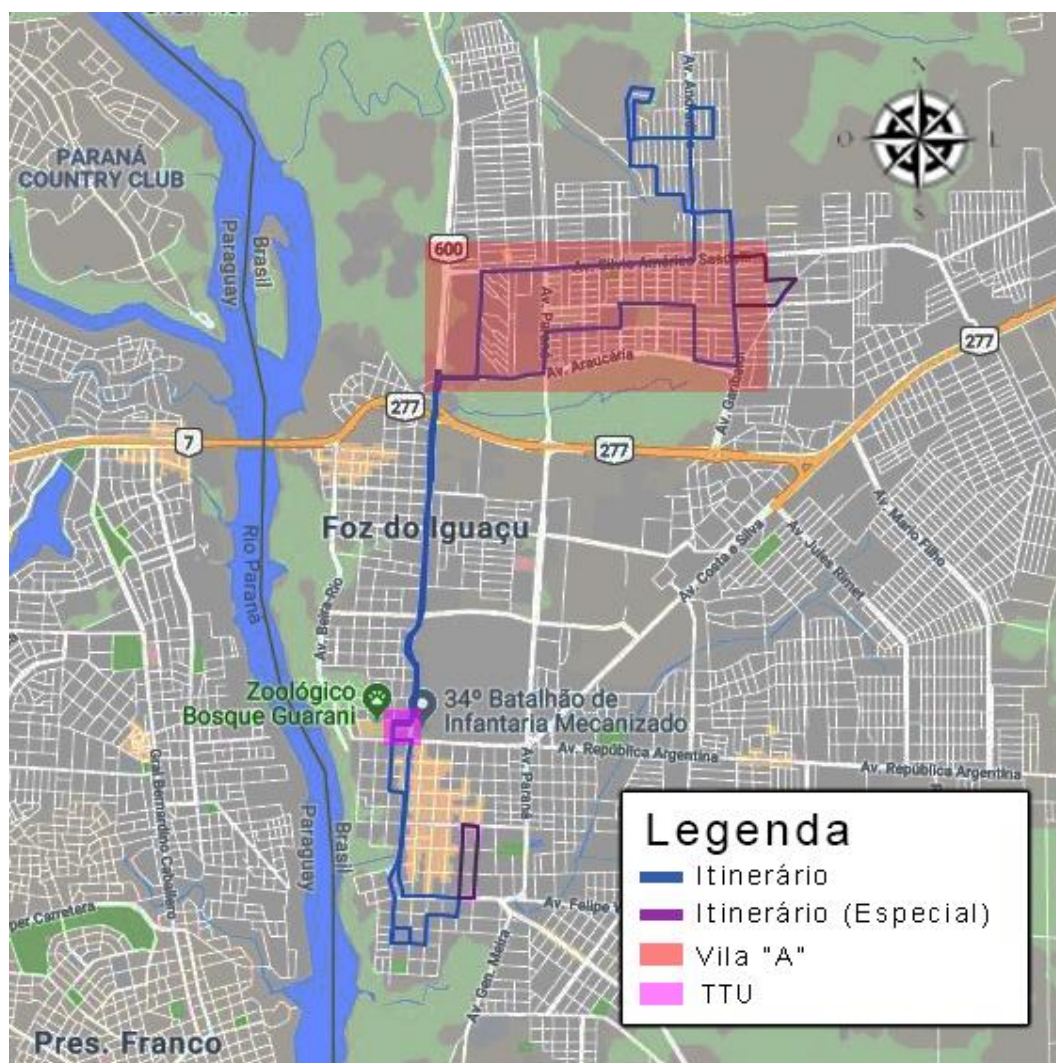 N
O
L
S
PARANÁ
COUNTRY CLUB
Brasil
Paraguay
600
Av. Silvio Américo Sasdelli
Av. Paraná
Av. Araucária
Av. Garibaldi
277
277
277
7
Foz do Iguaçu
Rio Paraná
Av. Beira-Rio
Av. Costa e Silva
Av. Jules Rimet
Av. Mario Filho
Zoológico
Bosque Guarani
34º Batalhão de
Infantaria Mecanizado
Av. República Argentina
Av. República Argentina
Av. Paraná
Gral Bernardino Caballero
Brasil
Paraguay
per Carretera
Av. Felipe
Av. Gen. Meira
Pres. Franco
Legenda
Itinerário
Itinerário (Especial)
Vila "A"
TTU